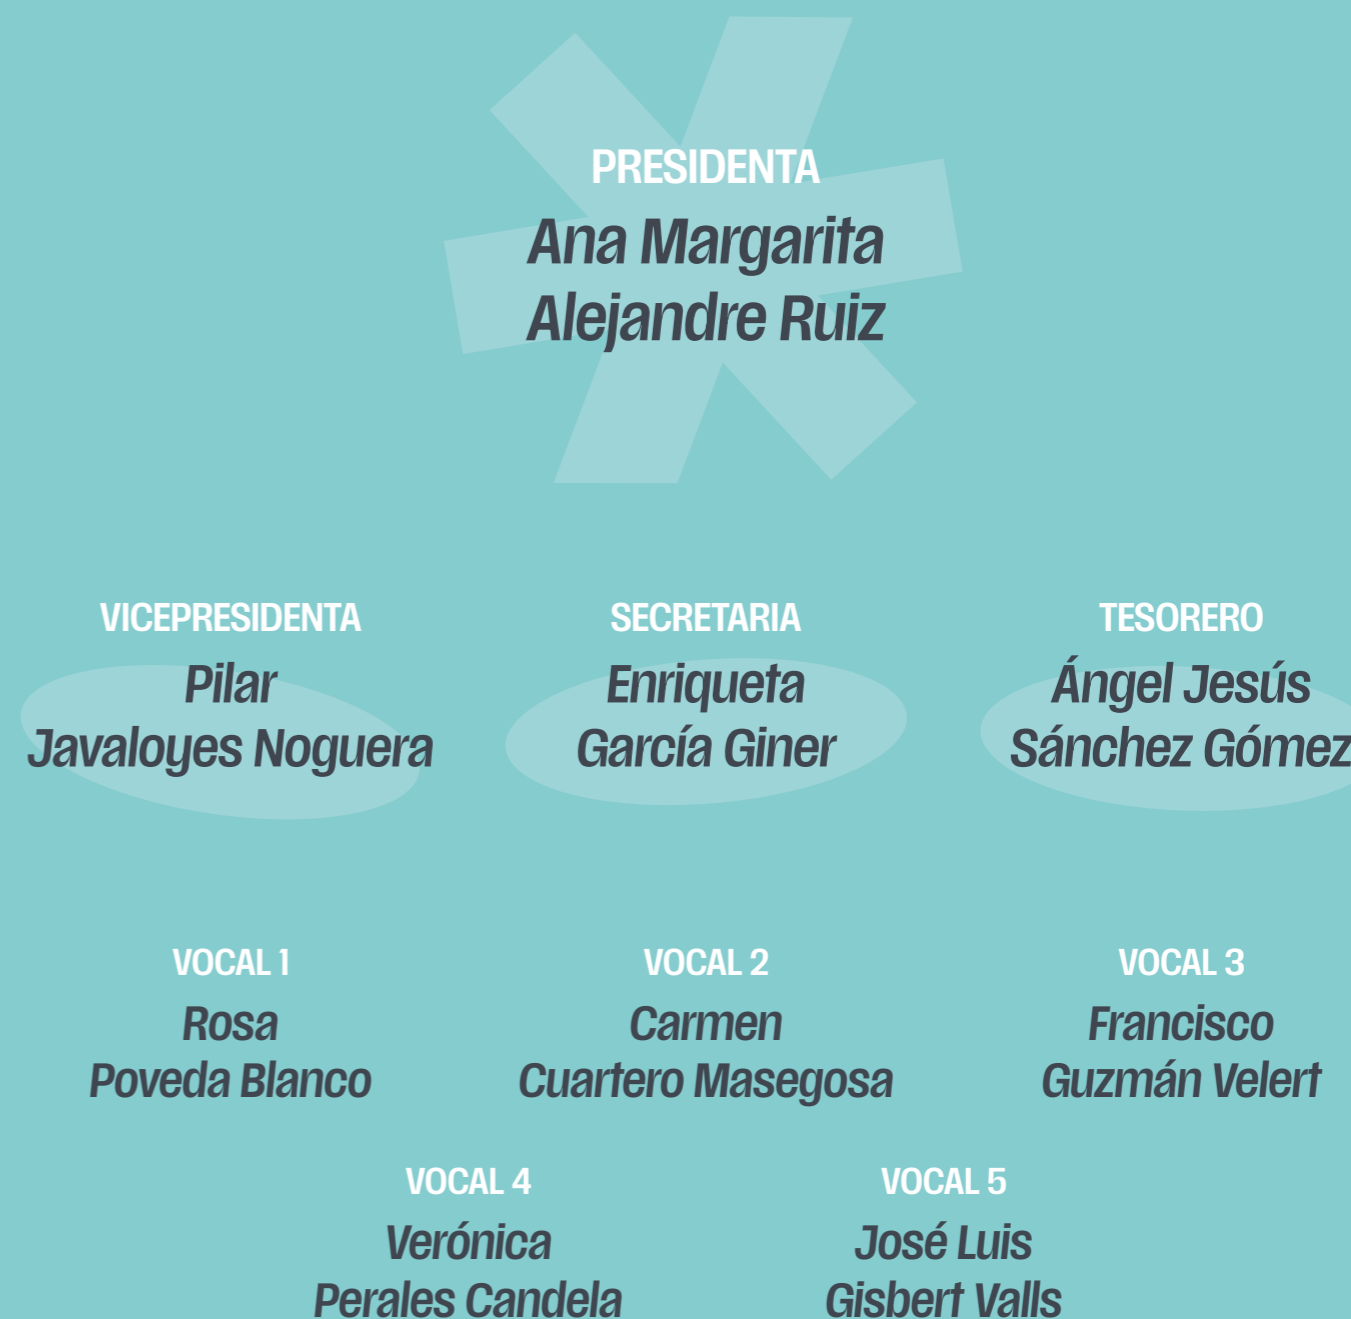 PRESIDENTA
Ana Margarita
Alejandre Ruiz
VICEPRESIDENTA
Pilar
Javaloyes Noguera
SECRETARIA
Enriqueta
García Giner
TESORERO
Ángel Jesús
Sánchez Gómez
VOCAL 1
Rosa
Poveda Blanco
VOCAL 2
Carmen
Cuartero Masegosa
VOCAL 3
Francisco
Guzmán Velert
VOCAL 4
Verónica
Perales Candela
VOCAL 5
José Luis
Gisbert Valls